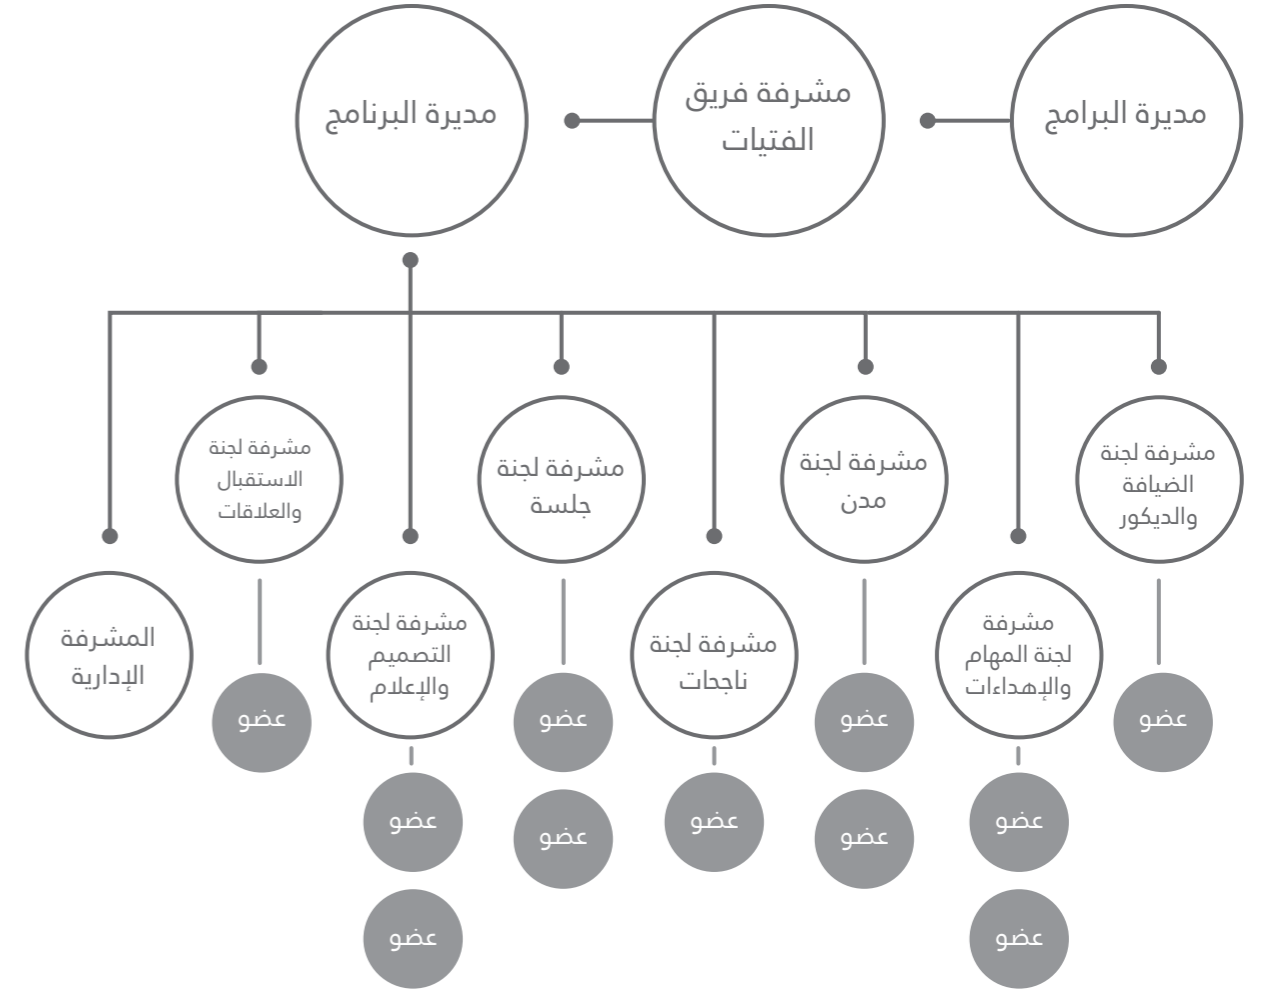 مديرة البرامج
مشرفة فريق
الفتيات
مديرة البرنامج
مشرفة لجنة
الضيافة
والديكور
مشرفة لجنة
مدن
مشرفة لجنة
جلسة
مشرفة لجنة
الاستقبال
والعلاقات
مشرفة
لجنة المهام
والإهداءات
مشرفة لجنة
ناجحات
مشرفة لجنة
التصميم
والإعلام
المشرفة
الإدارية
عضو
عضو
عضو
عضو
عضو
عضو
عضو
عضو
عضو
عضو
عضو